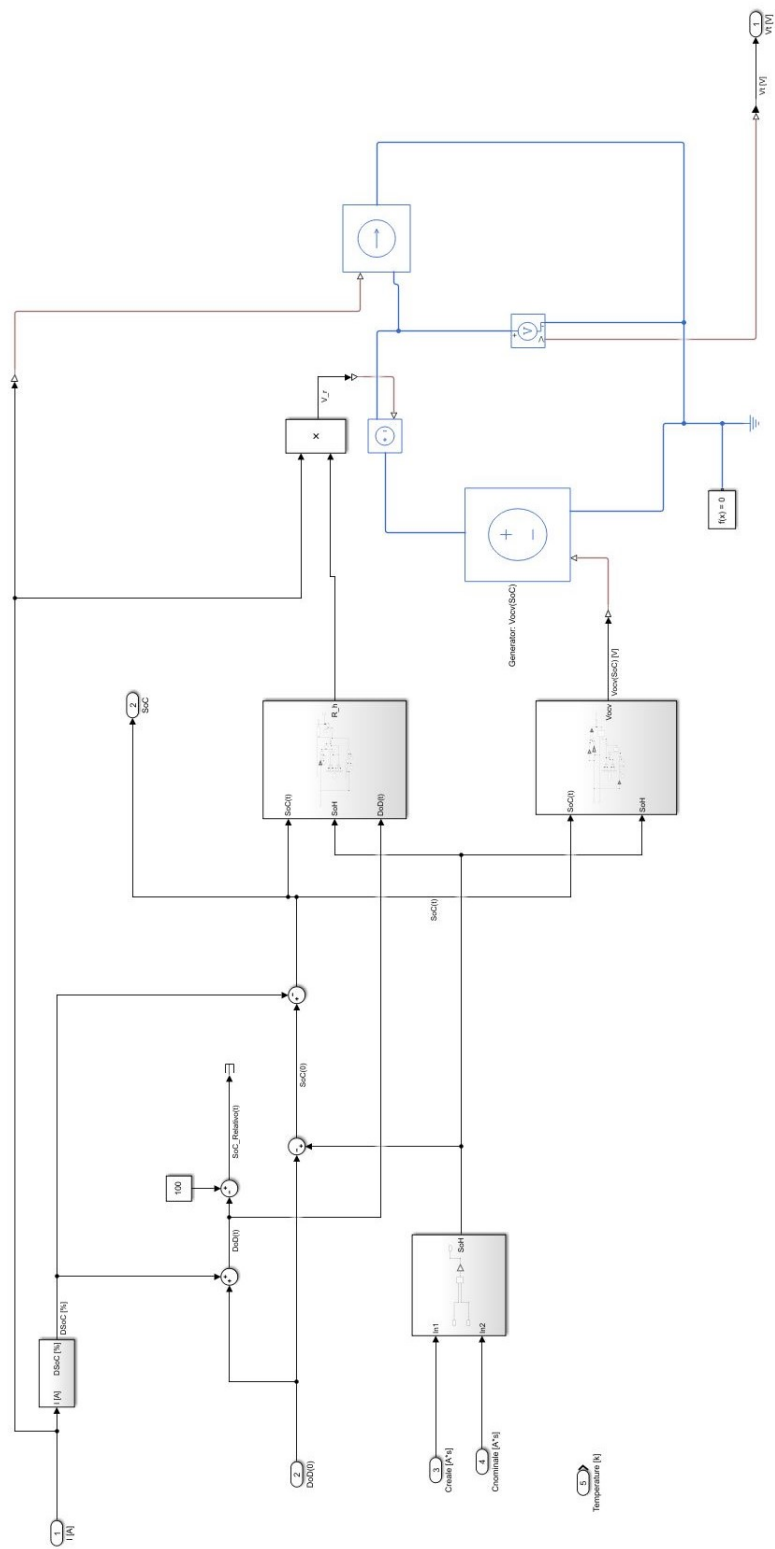 1
I [A]
I [A]
DSoC [%]
DSoC [%]
2
DoD(0)
DoD(t)
100
SoC_Relativo(t)
SoC(0)
3
Creale [A*s]
4
Cnominale [A*s]
In1
In2
SoH
5
Temperature [k]
SoC(t)
2
SoC
SoC(t)
SoH
DoD(t)
R_h
SoC(t)
SoH
Vocv
Vocv(SoC) [V]
Generator: Vocv(SoC)
×
V_r
f(x) = 0
V
V
Vt [V]
1
Vt [V]